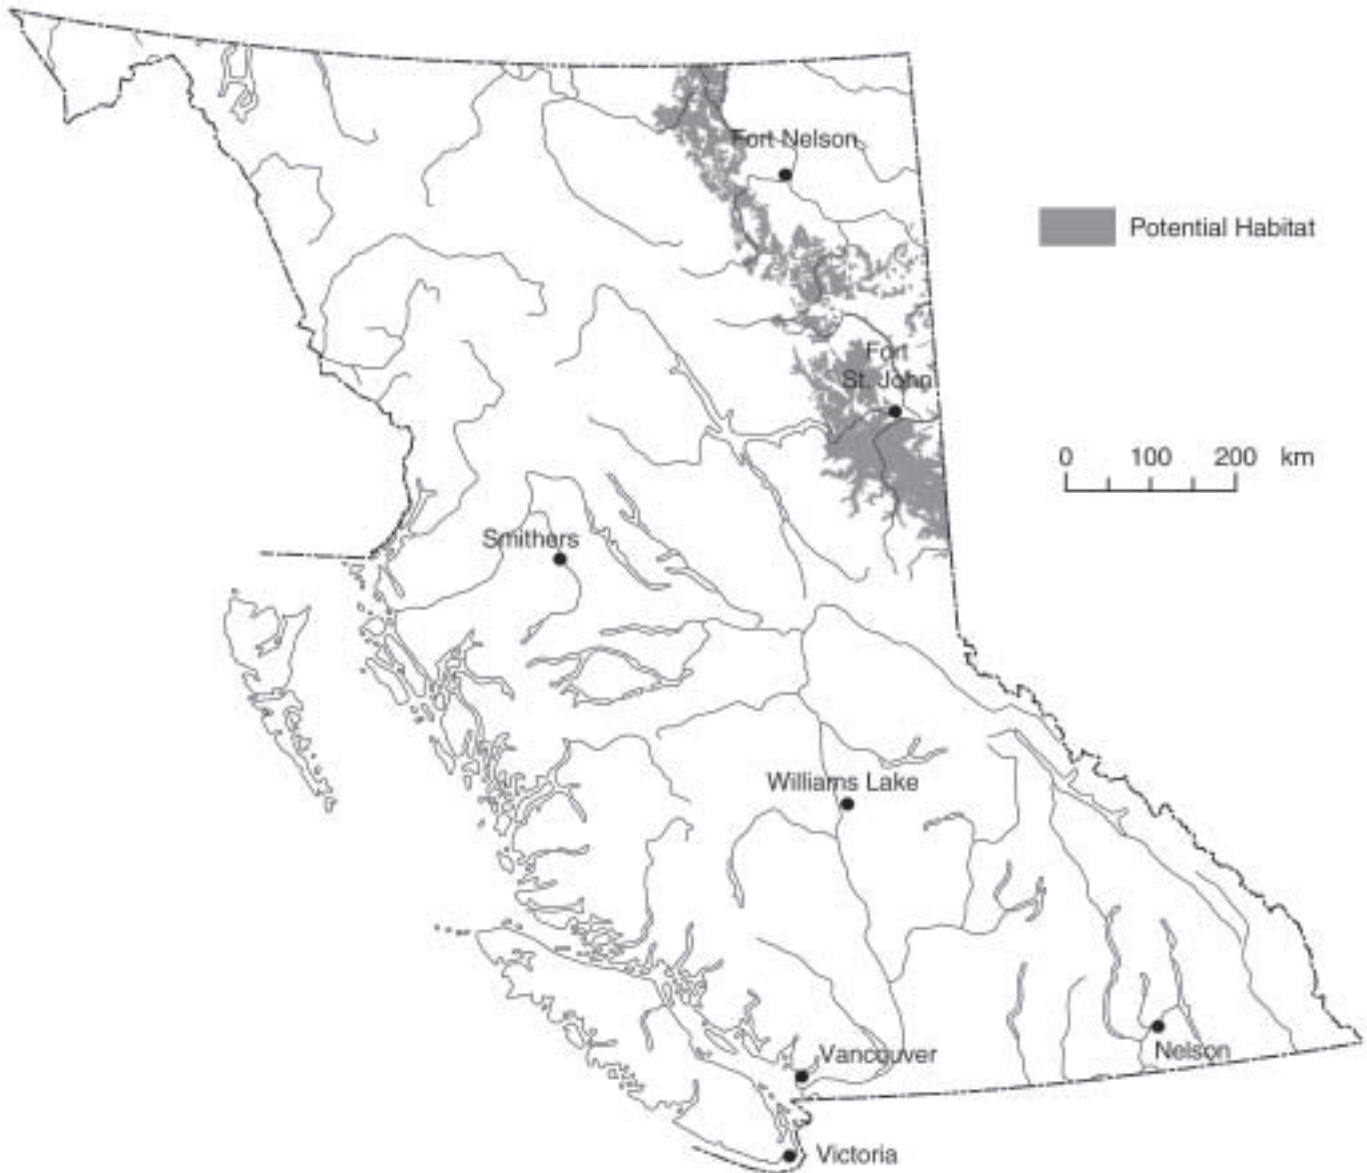 Fort Nelson
Potential Habitat
Fort
St. John
0 100 200 km
Smithers
Williams Lake
Vancouver
Nelson
Victoria